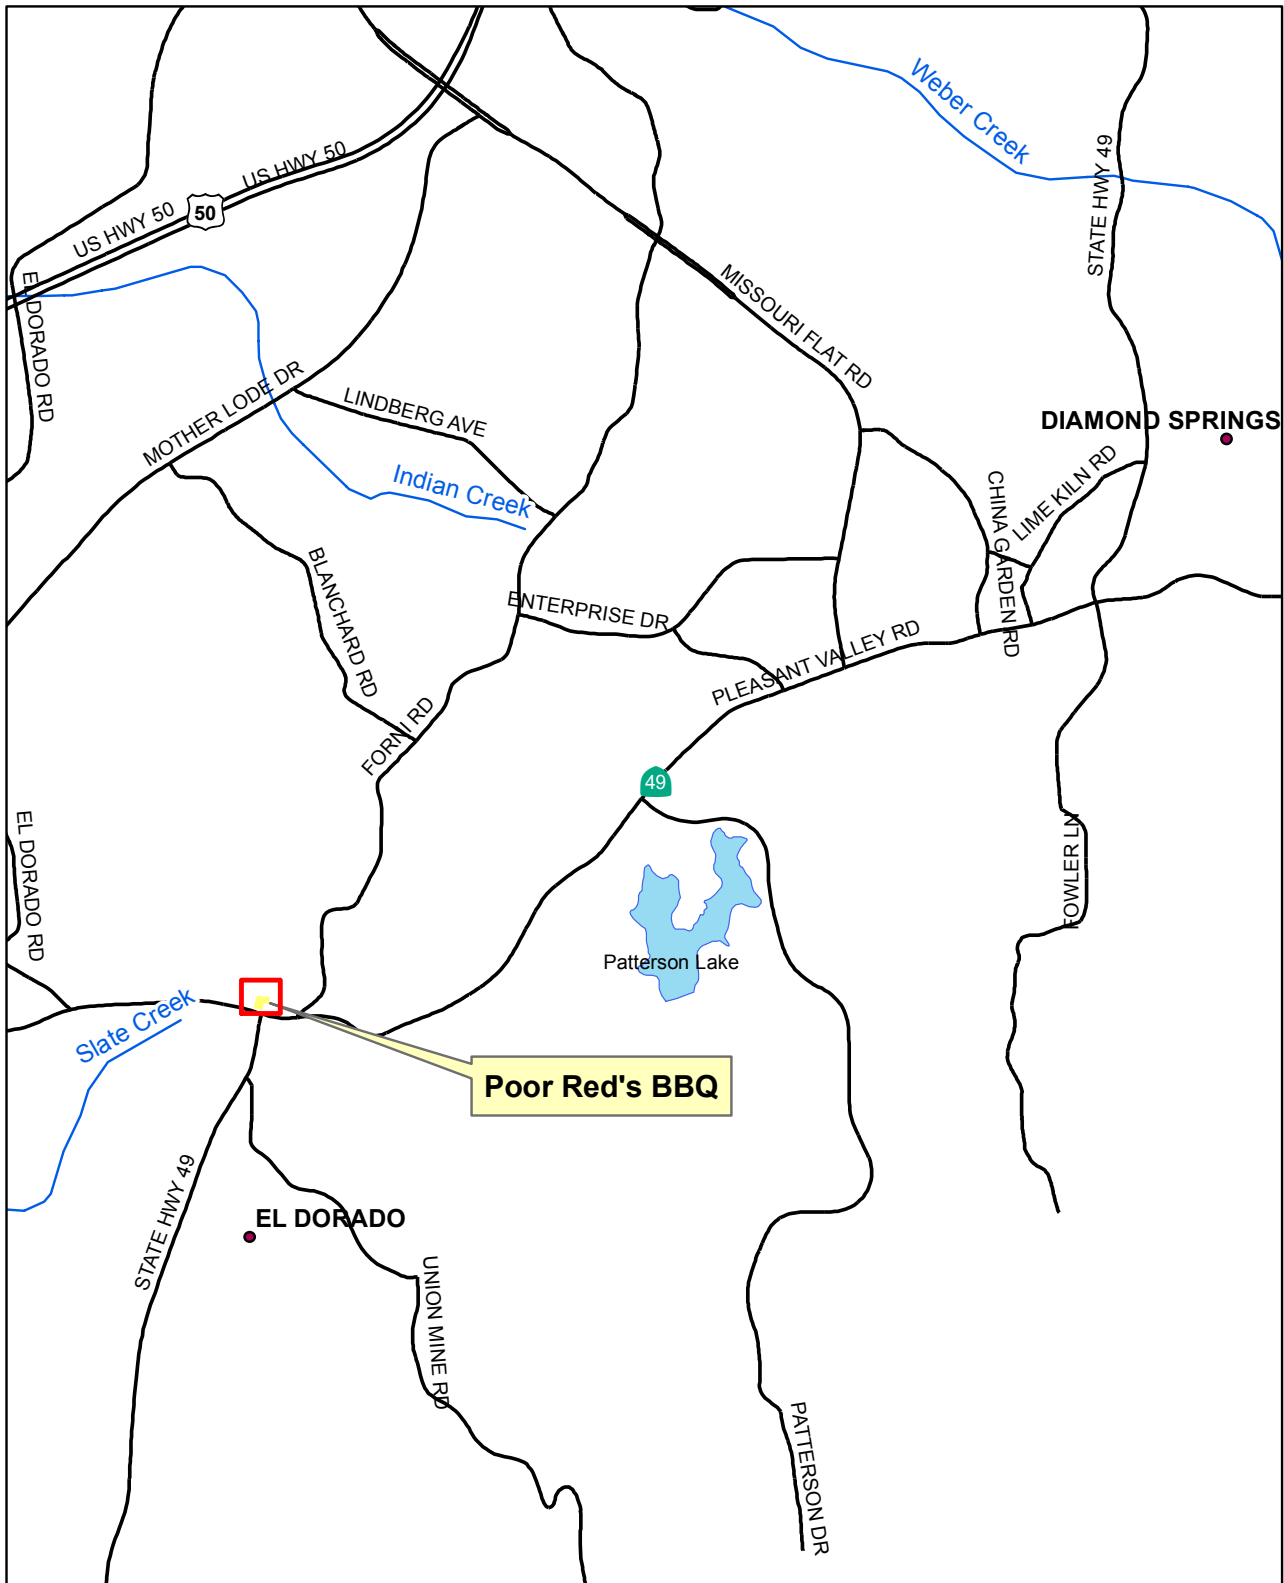 Weber Creek
STATE HWY 49
US HWY 50
50
US HWY 50
EL DORADO RD
MISSOURI FLAT RD
MOTHER LODE DR
LINDBERG AVE
DIAMOND SPRINGS
Indian Creek
CHINA GARDEN RD
LIME KILN RD
BLANCHARD RD
ENTERPRISE DR
PLEASANT VALLEY RD
FORNI RD
49
EL DORADO RD
FOWLER LN
Patterson Lake
Slate Creek
Poor Red's BBQ
STATE HWY 49
EL DORADO
UNION MINE RD
PATTERSON DR